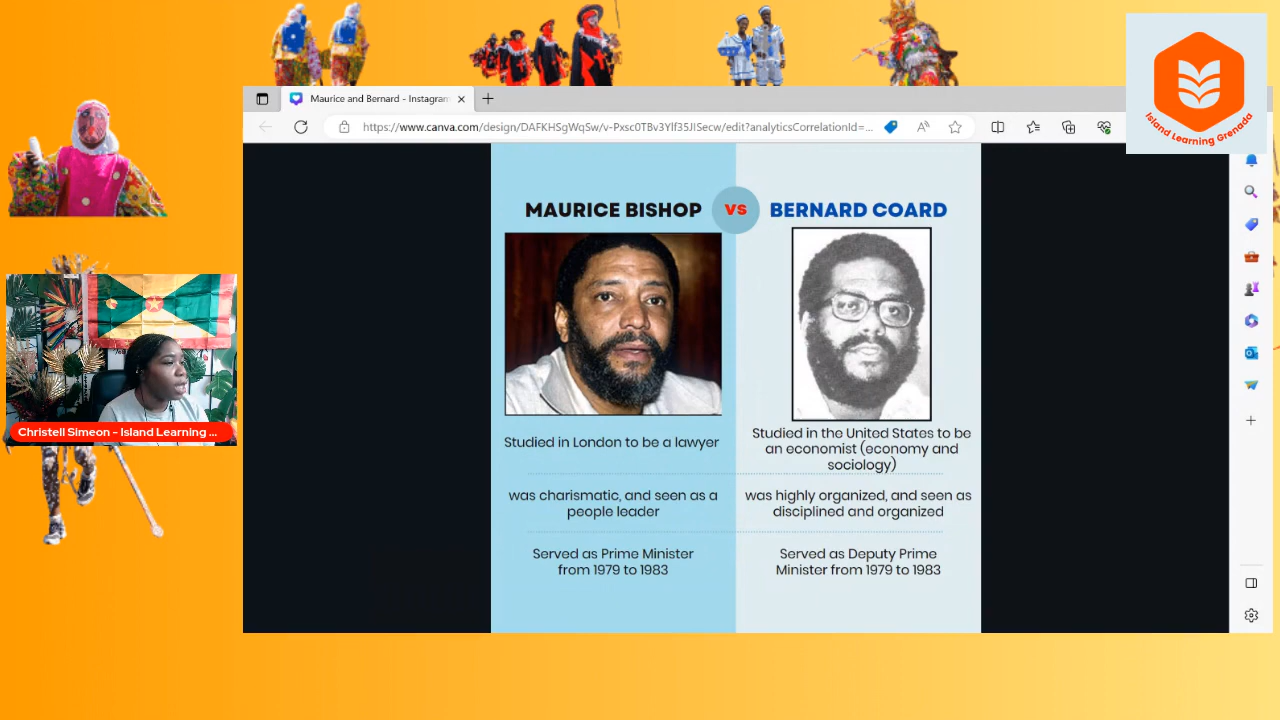 Maurice and Bernard - Instagram
https://www.canva.com/design/DAFKHSgWqSw/v-Pxsc0TBv3Ylf35JISecw/edit?analyticsCorrelationId=...
Island Learning Grenada
MAURICE BISHOP
VS
BERNARD COARD
Studied in London to be a lawyer
Studied in the United States to be
an economist (economy and
sociology)
was charismatic, and seen as a
people leader
was highly organized, and seen as
disciplined and organized
Served as Prime Minister
from 1979 to 1983
Served as Deputy Prime
Minister from 1979 to 1983
Christell Simeon - Island Learning ...